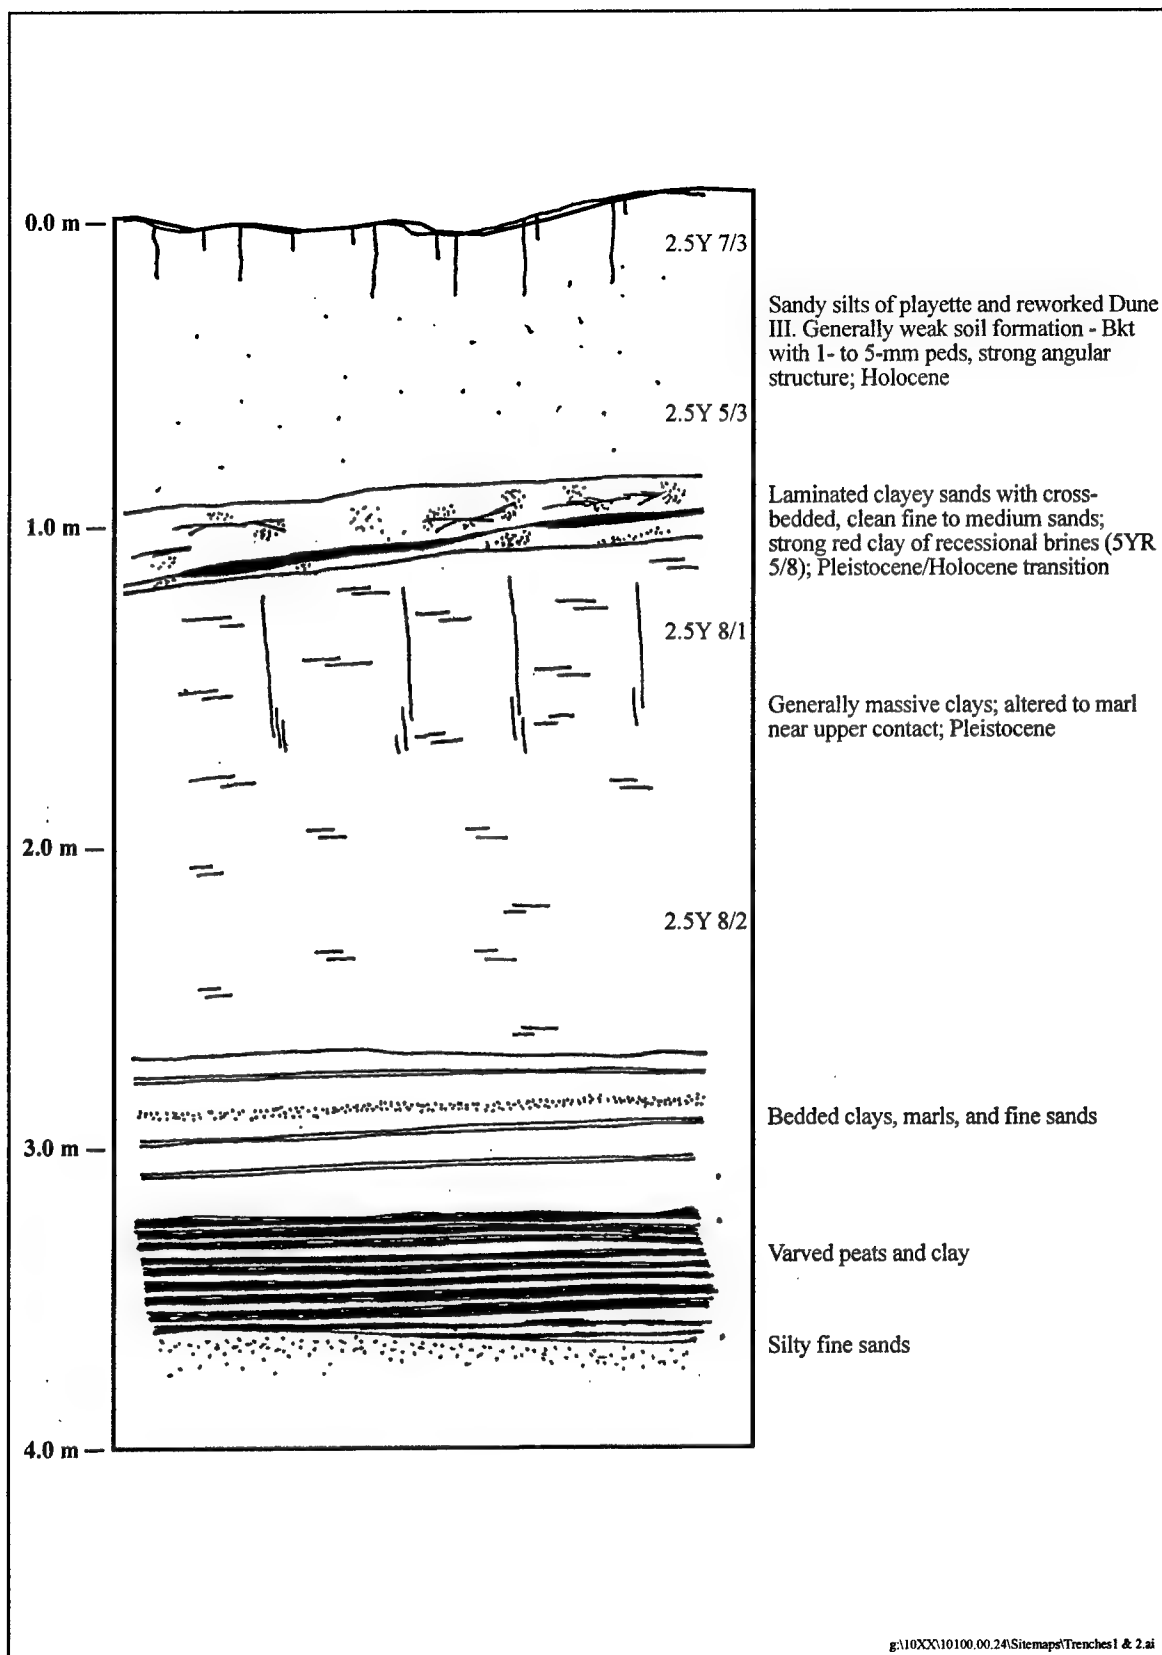 0.0 m
2.5Y 7/3
Sandy silts of playette and reworked Dune
III. Generally weak soil formation - Bkt
with 1- to 5-mm peds, strong angular
structure; Holocene
2.5Y 5/3
Laminated clayey sands with cross-
bedded, clean fine to medium sands;
strong red clay of recessional brines (5YR
5/8); Pleistocene/Holocene transition
1.0 m
2.5Y 8/1
Generally massive clays; altered to marl
near upper contact; Pleistocene
2.0 m
2.5Y 8/2
Bedded clays, marls, and fine sands
3.0 m
Varved peats and clay
Silty fine sands
4.0 m
g:\10XX\10100.00.24\Sitemaps\Trenches1 & 2.ai